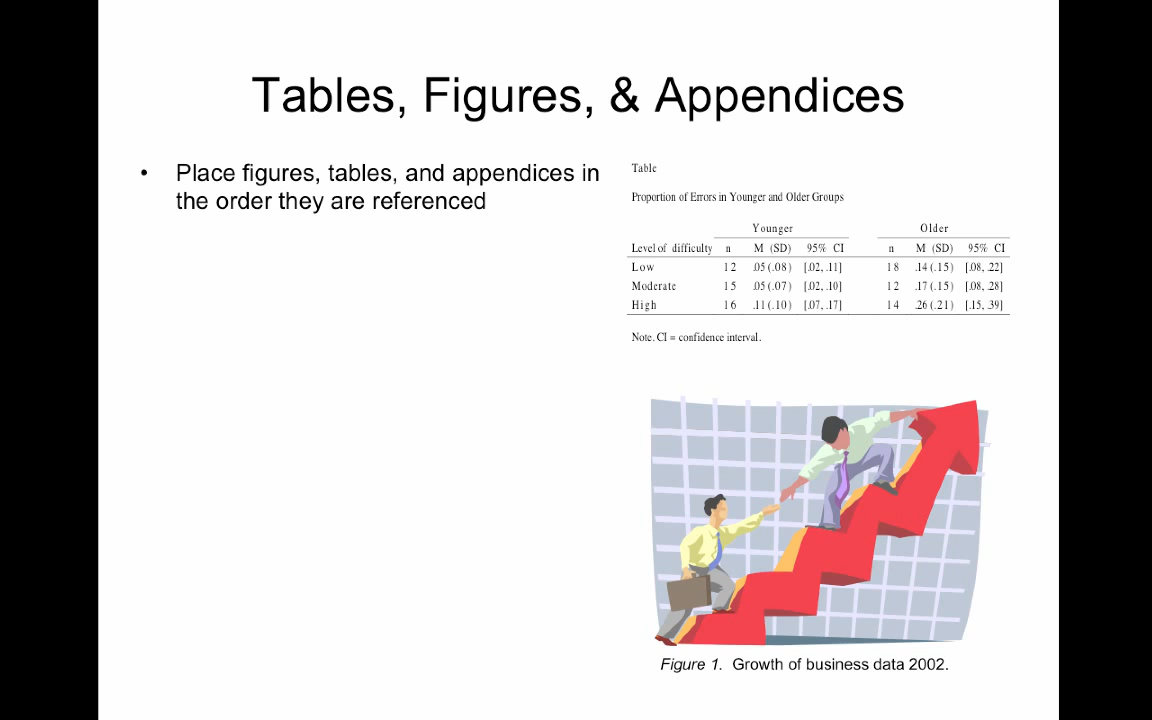 Tables, Figures, & Appendices
• Place figures, tables, and appendices in
the order they are referenced
Table
Proportion of Errors in Younger and Older Groups
Younger Older
Level of difficulty n M (SD) 95% CI n M (SD) 95% CI
Low 12 .05 (.08) [.02, .11] 18 .14 (.15) [.08, .22]
Moderate 15 .05 (.07) [.02, .10] 12 .17 (.15) [.08, .28]
High 16 .11 (.10) [.07, .17] 14 .26 (.21) [.15, .39]
Note. CI = confidence interval.
Figure 1. Growth of business data 2002.